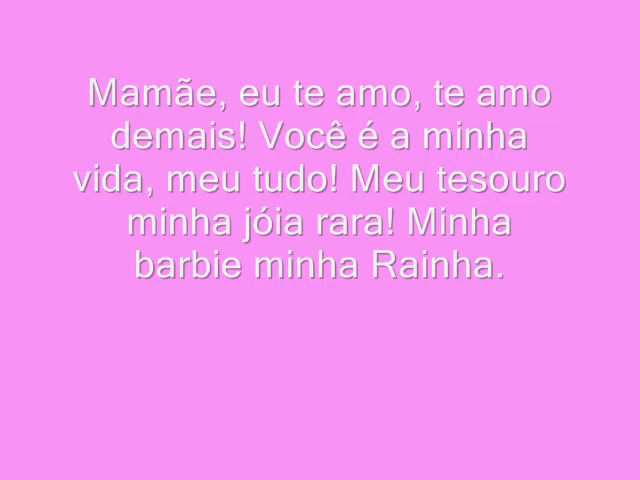 Mamãe, eu te amo, te amo
demais! Você é a minha
vida, meu tudo! Meu tesouro
minha jóia rara! Minha
barbie minha Rainha.